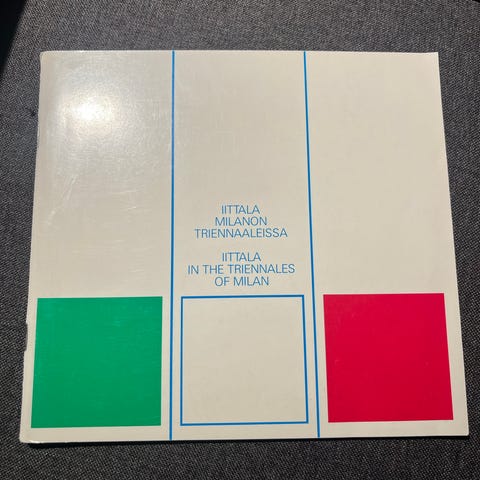 IITTALA
MILANON
TRIENNAALEISSA
IITTALA
IN THE TRIENNALES
OF MILAN